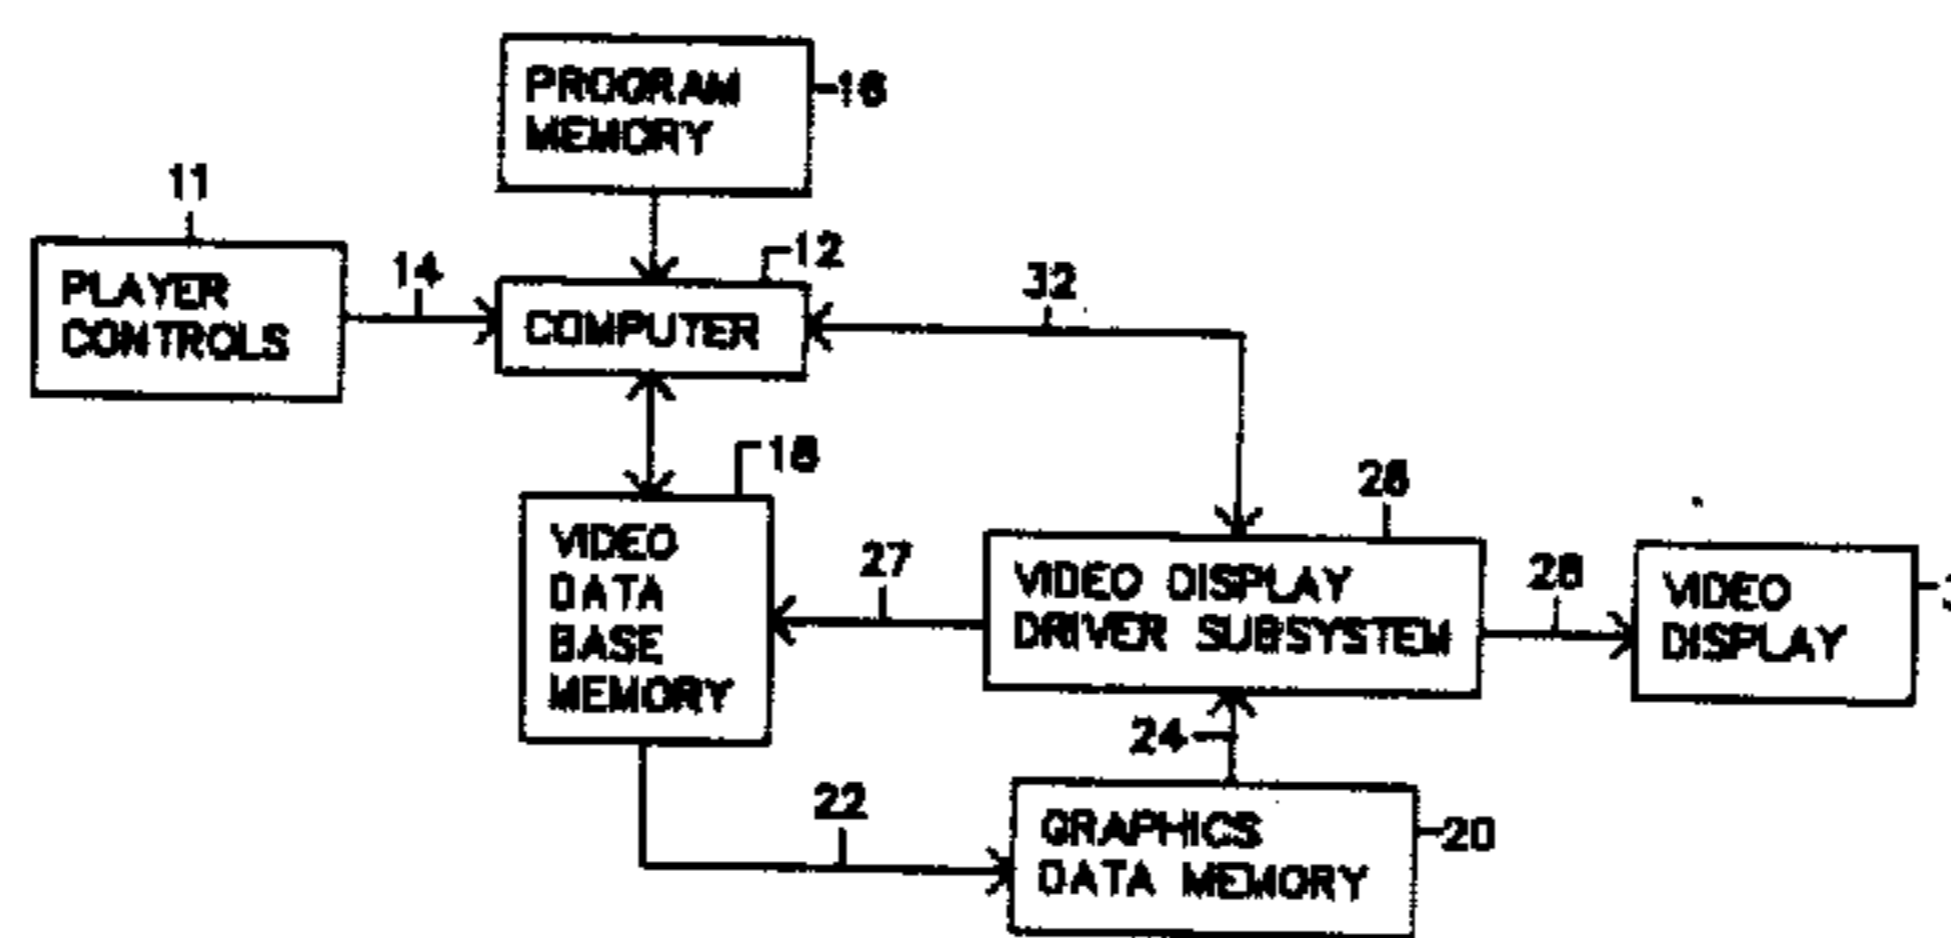 PROGRAM
MEMORY
16
11
PLAYER
CONTROLS
14
12
COMPUTER
32
18
VIDEO
DATA
BASE
MEMORY
27
VIDEO DISPLAY
DRIVER SUBSYSTEM
28
VIDEO
DISPLAY
24
22
GRAPHICS
DATA MEMORY
20